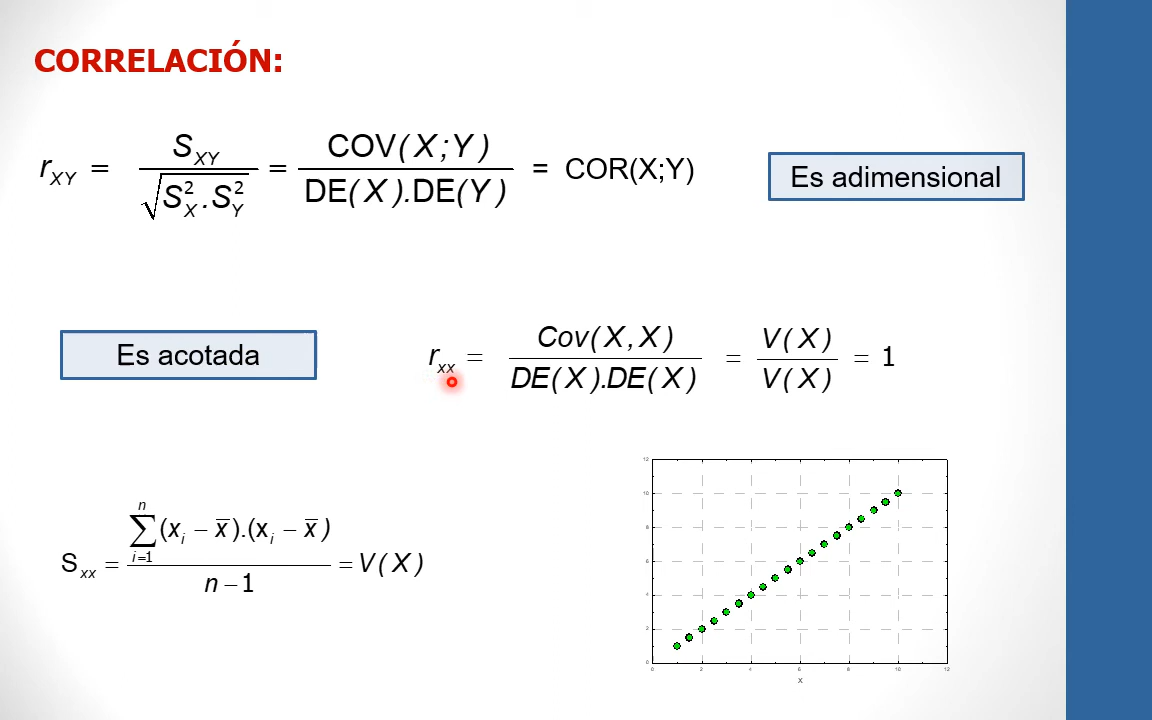 CORRELACIÓN:
r_XY = S_XY / √(S²_X . S²_Y) = COV(X;Y) / DE(X).DE(Y) = COR(X;Y)
Es adimensional
Es acotada
r_xx = Cov(X,X) / DE(X).DE(X) = V(X) / V(X) = 1
S_xx = ∑_{i=1}^{n} (x_i − x̅).(x_i − x̅) / n − 1 = V(X)
12
10
8
6
4
2
0
0 2 4 6 8 10 12
x